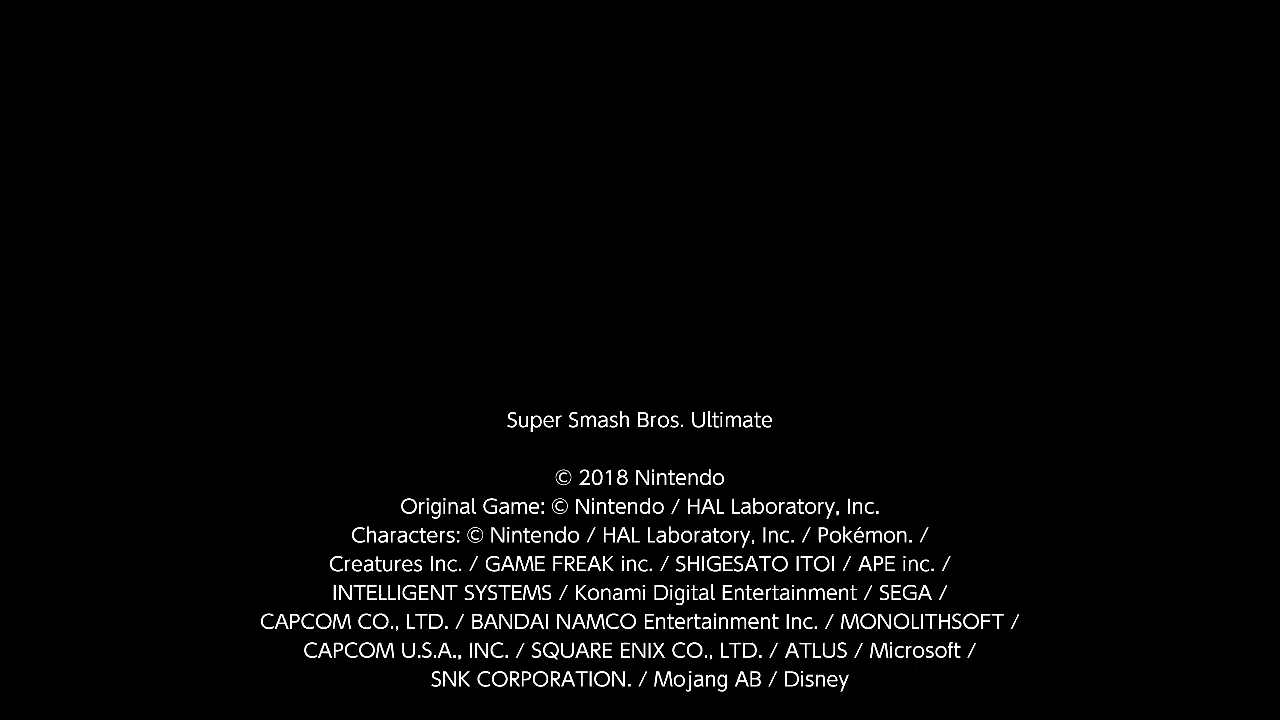 Super Smash Bros. Ultimate
© 2018 Nintendo
Original Game: © Nintendo / HAL Laboratory, Inc.
Characters: © Nintendo / HAL Laboratory, Inc. / Pokémon. /
Creatures Inc. / GAME FREAK inc. / SHIGESATO ITOI / APE inc. /
INTELLIGENT SYSTEMS / Konami Digital Entertainment / SEGA /
CAPCOM CO., LTD. / BANDAI NAMCO Entertainment Inc. / MONOLITHSOFT /
CAPCOM U.S.A., INC. / SQUARE ENIX CO., LTD. / ATLUS / Microsoft /
SNK CORPORATION. / Mojang AB / Disney